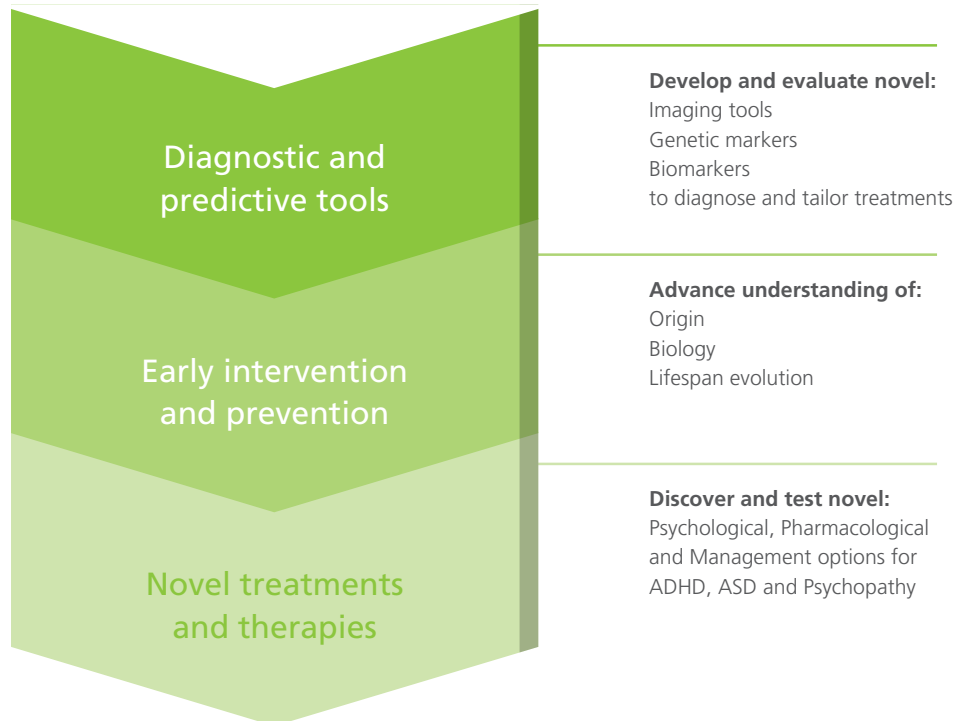 Diagnostic and
predictive tools
Develop and evaluate novel:
Imaging tools
Genetic markers
Biomarkers
to diagnose and tailor treatments
Early intervention
and prevention
Advance understanding of:
Origin
Biology
Lifespan evolution
Novel treatments
and therapies
Discover and test novel:
Psychological, Pharmacological
and Management options for
ADHD, ASD and Psychopathy